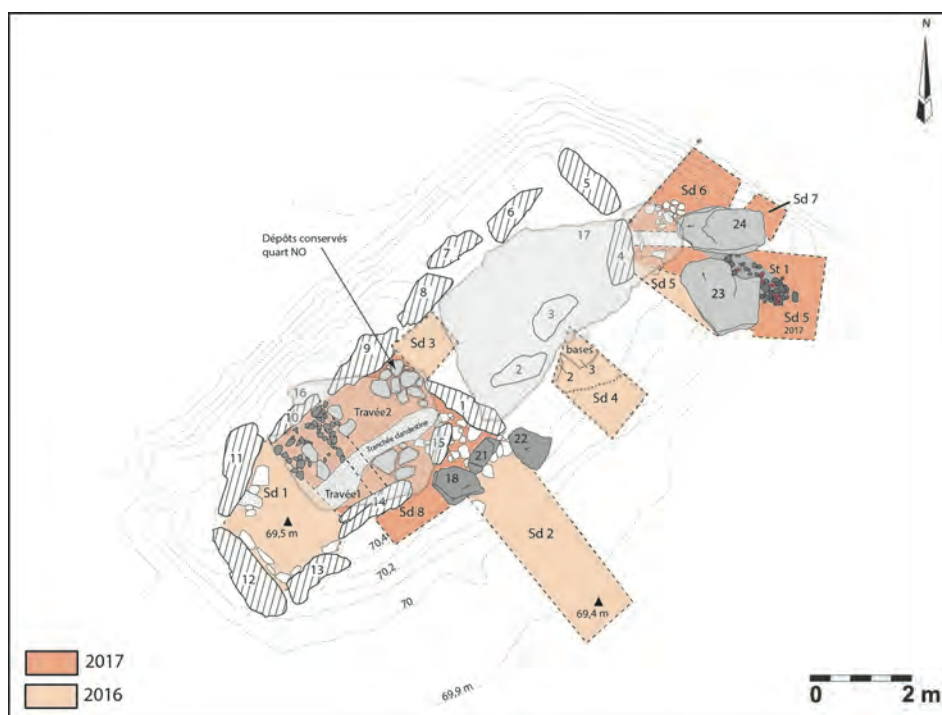 N
5
Sd 6
Sd 7
6
24
17
7
4
St 1
Dépôts conservés
quart NO
8
Sd 5
23
Sd 5
2017
3
9
Sd 3
2
bases
2
3
Sd 4
16
10
Travée2
1
Tranchée clandestine
15
22
21
11
18
Sd 1
Travée1
14
Sd 8
Sd 2
69,5 m
70,4
13
12
70,2
70
69,4 m
2017
2016
69,9 m
0
2 m